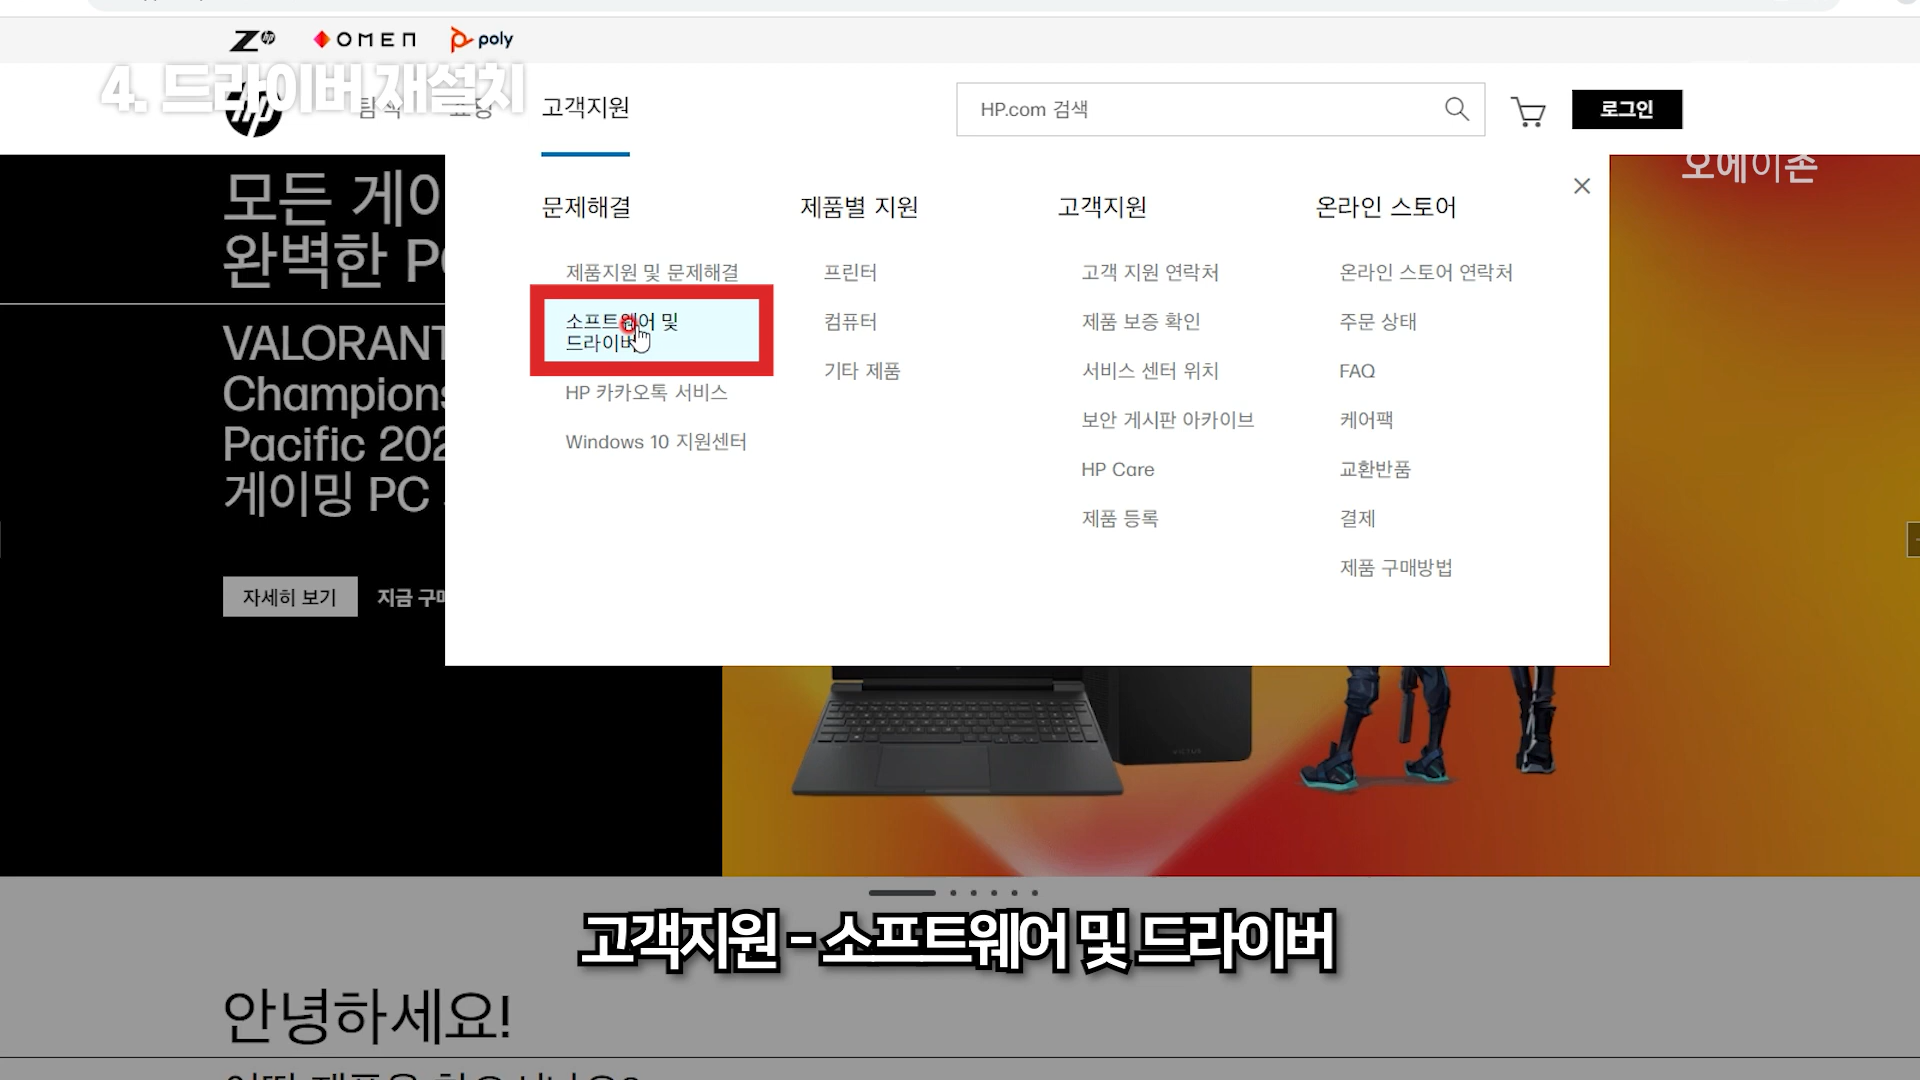 Z hp
OMEN
poly
4. 드라이버 재설치
hp
고객지원
HP.com 검색
로그인
오에이존
모든 게이
완벽한 PC
VALORANT
Champions
Pacific 202
게이밍 PC
자세히 보기
지금 구매
문제해결
제품지원 및 문제해결
소프트웨어 및
드라이버
HP 카카오톡 서비스
Windows 10 지원센터
제품별 지원
프린터
컴퓨터
기타 제품
고객지원
고객 지원 연락처
제품 보증 확인
서비스 센터 위치
보안 게시판 아카이브
HP Care
제품 등록
온라인 스토어
온라인 스토어 연락처
주문 상태
FAQ
케어팩
교환반품
결제
제품 구매방법
VICTUS
고객지원 - 소프트웨어 및 드라이버
안녕하세요!